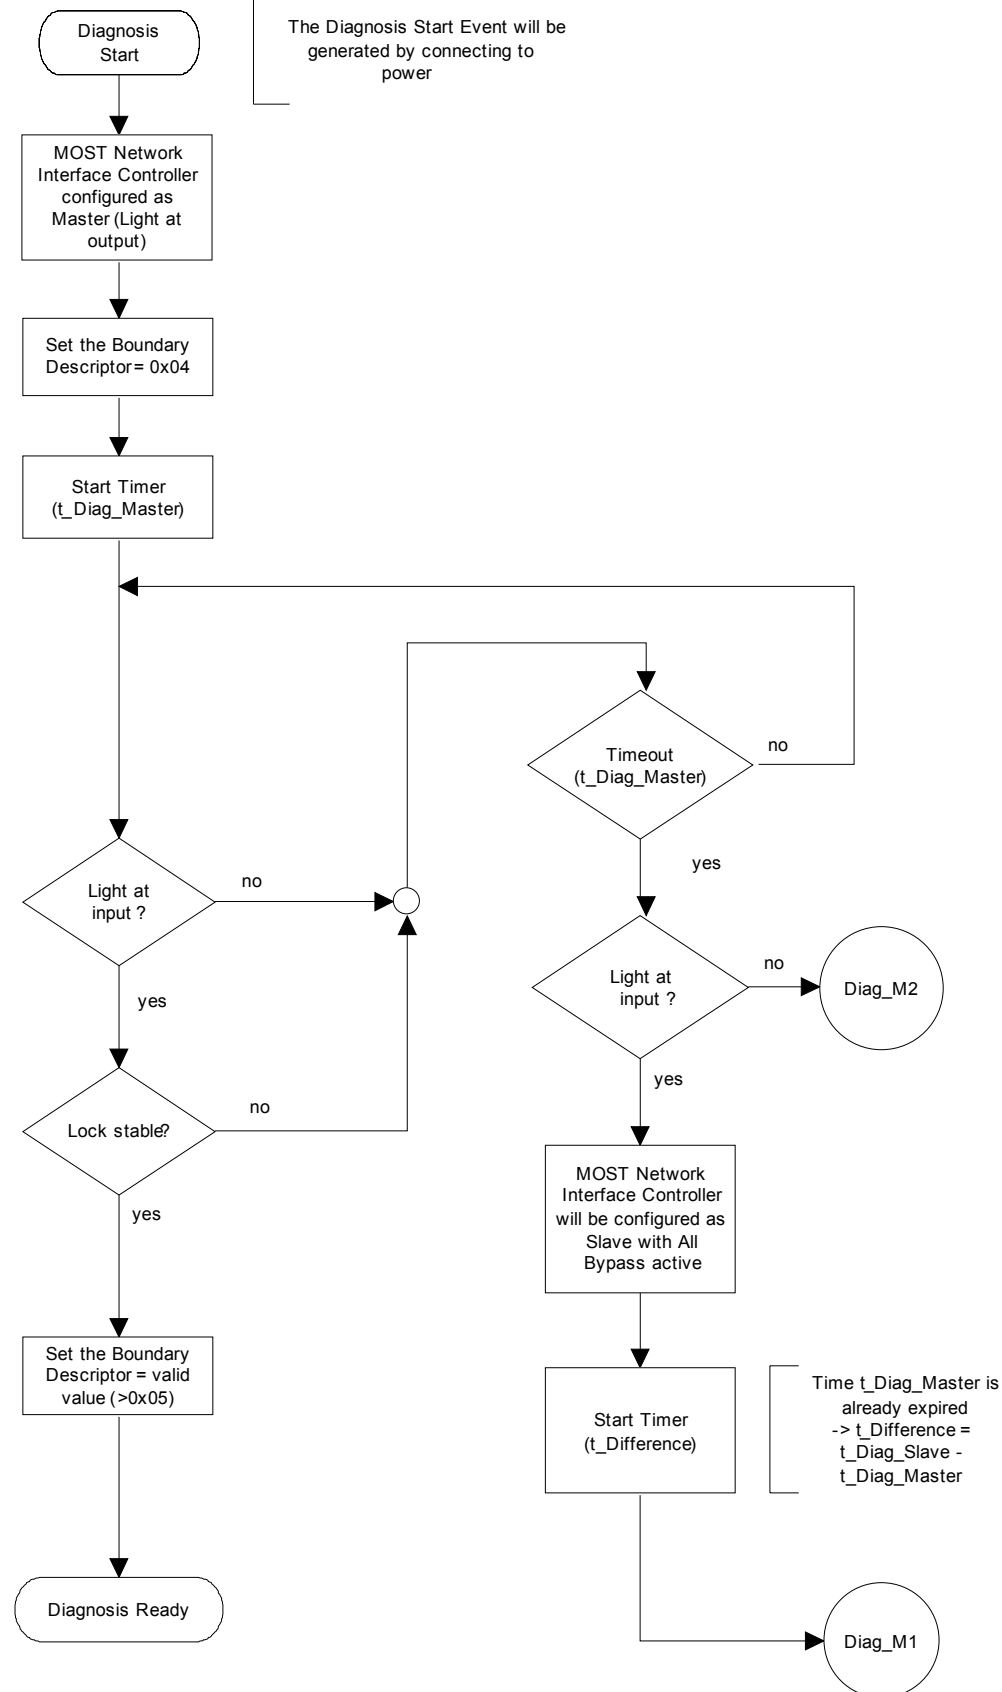 Diagnosis
Start
The Diagnosis Start Event will be
generated by connecting to
power
MOST Network
Interface Controller
configured as
Master (Light at
output)
Set the Boundary
Descriptor = 0x04
Start Timer
(t_Diag_Master)
Timeout
(t_Diag_Master)
no
yes
Light at
input ?
no
yes
Light at
input ?
no
Diag_M2
yes
Lock stable?
no
yes
MOST Network
Interface Controller
will be configured as
Slave with All
Bypass active
Set the Boundary
Descriptor = valid
value (>0x05)
Start Timer
(t_Difference)
Time t_Diag_Master is
already expired
-> t_Difference =
t_Diag_Slave -
t_Diag_Master
Diagnosis Ready
Diag_M1